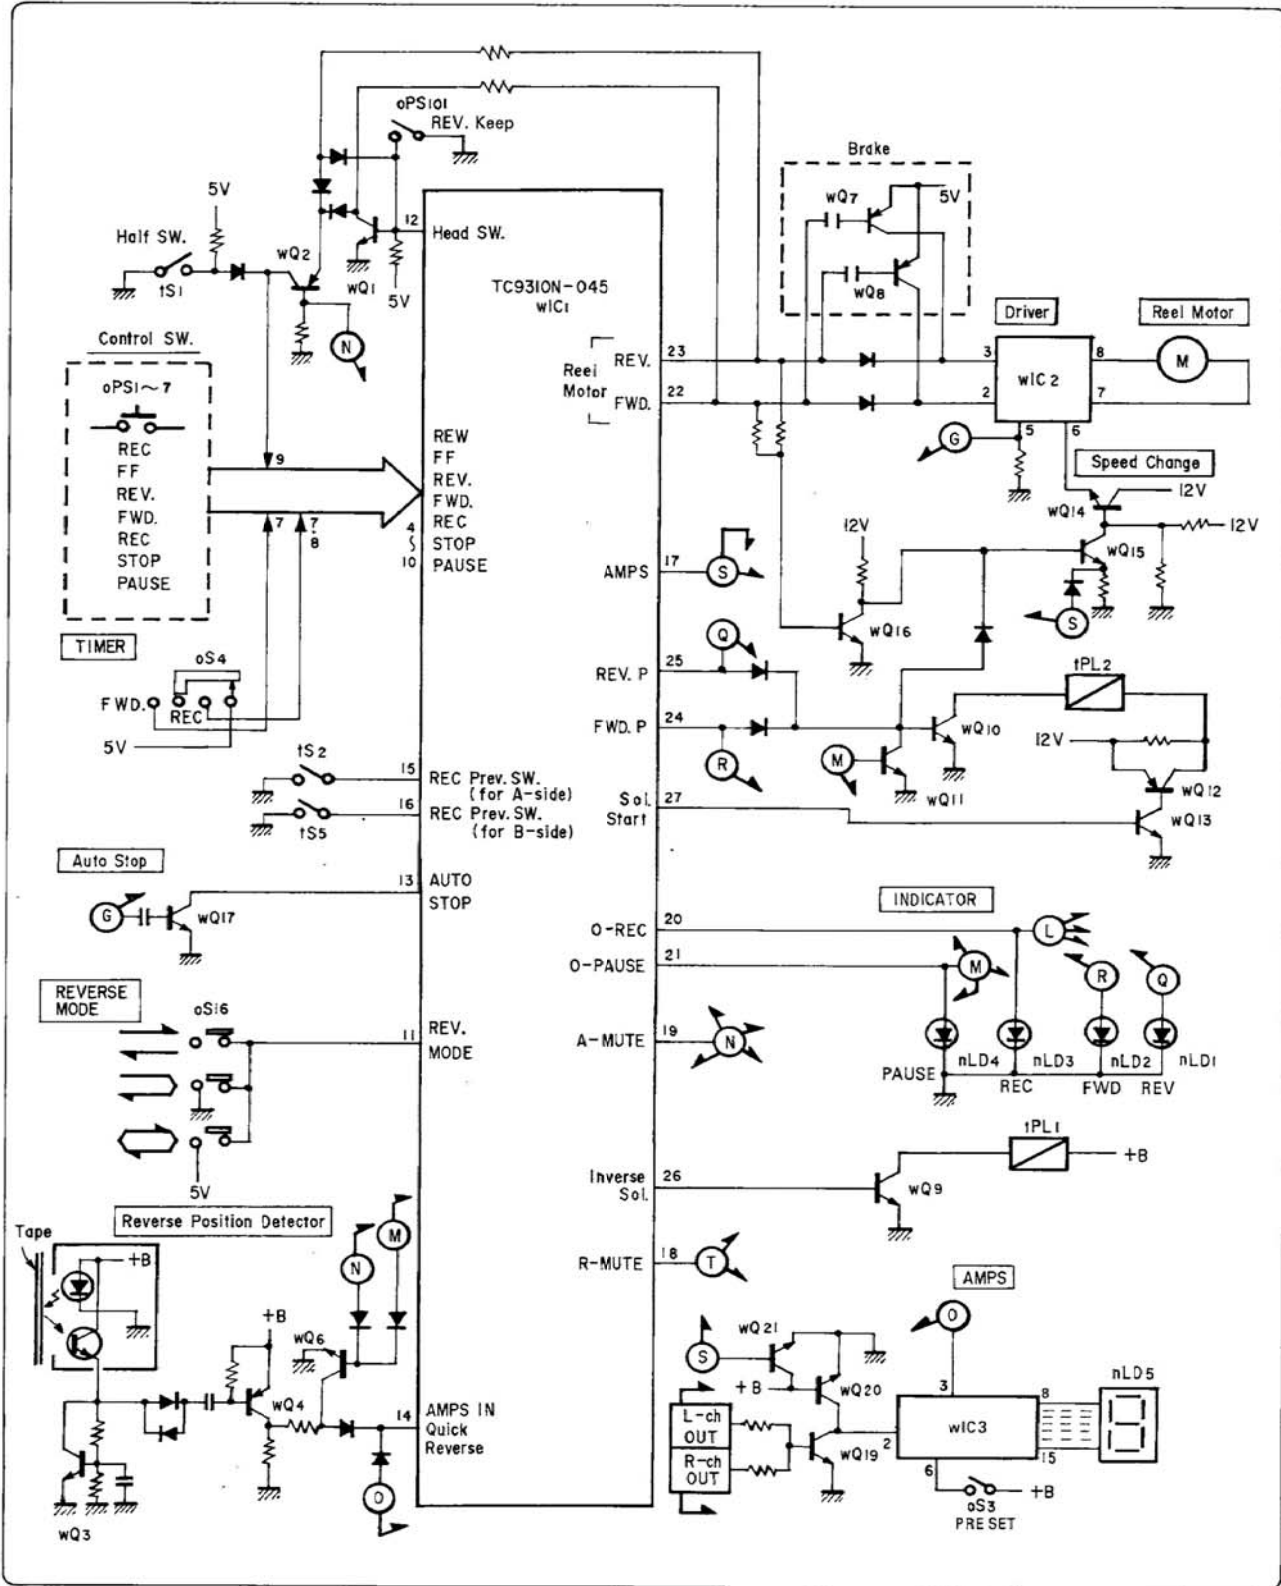 oPS101
REV. Keep
Brake
wQ7
5V
wQ8
5V
Half SW.
tS1
wQ2
wQ1
12
Head SW.
5V
N
TC9310N-045
wIC1
Driver
Reel Motor
Control SW.
oPS1~7
REC
FF
REV.
FWD.
REC
STOP
PAUSE
9
7
7
8
REW
FF
REV.
FWD.
REC
STOP
PAUSE
4
10
Reel
Motor
REV.
FWD.
23
22
3
2
wIC2
8
7
M
5
6
G
Speed Change
wQ14
12V
12V
wQ15
S
12V
AMPS
17
S
wQ16
TIMER
oS4
FWD.
REC
5V
Q
REV. P
25
FWD. P
24
R
M
wQ11
wQ10
tPL2
12V
wQ12
wQ13
Sol.
Start
27
tS2
15
REC Prev. SW.
(for A-side)
16
REC Prev. SW.
(for B-side)
tS5
Auto Stop
G
wQ17
13
AUTO
STOP
INDICATOR
O-REC
20
L
O-PAUSE
21
M
R
Q
A-MUTE
19
N
nLD4
nLD3
nLD2
nLD1
PAUSE
REC
FWD
REV
REVERSE
MODE
oS16
11
REV.
MODE
5V
tPL1
+B
Inverse
Sol.
26
wQ9
Reverse Position Detector
Tape
+B
N
M
R-MUTE
18
T
AMPS
+B
wQ6
wQ4
wQ3
14
AMPS IN
Quick
Reverse
O
S
wQ21
+B
wQ20
L-ch
OUT
R-ch
OUT
wQ19
O
3
2
wIC3
8
15
6
nLD5
oS3
PRESET
+B